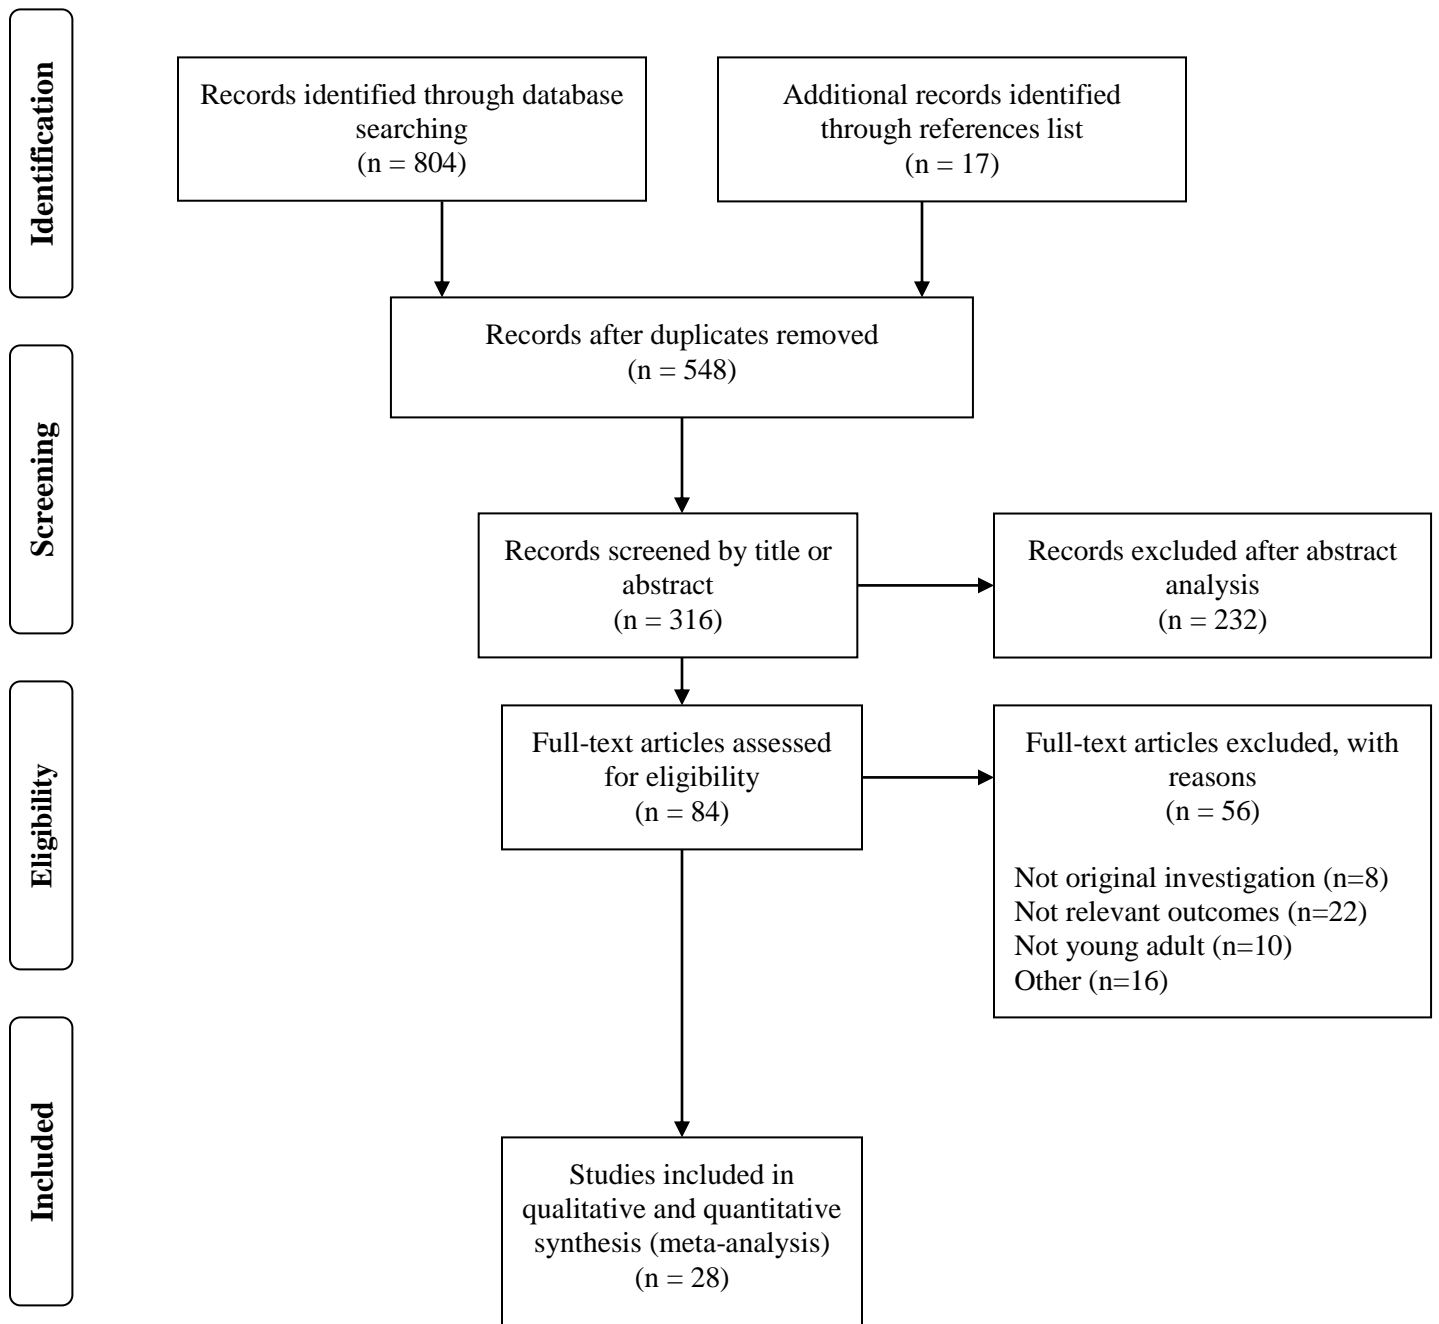 Identification
Records identified through database
searching
(n = 804)
Additional records identified
through references list
(n = 17)
Records after duplicates removed
(n = 548)
Screening
Records screened by title or
abstract
(n = 316)
Records excluded after abstract
analysis
(n = 232)
Eligibility
Full-text articles assessed
for eligibility
(n = 84)
Full-text articles excluded, with
reasons
(n = 56)
Not original investigation (n=8)
Not relevant outcomes (n=22)
Not young adult (n=10)
Other (n=16)
Included
Studies included in
qualitative and quantitative
synthesis (meta-analysis)
(n = 28)